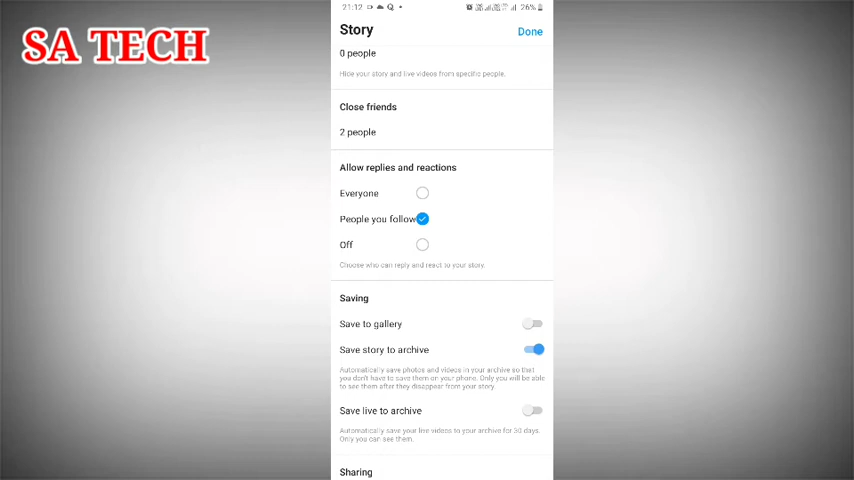 SA TECH
21:12
26%
Story
Done
0 people
Hide your story and live videos from specific people.
Close friends
2 people
Allow replies and reactions
Everyone
People you follow
Off
Choose who can reply and react to your story.
Saving
Save to gallery
Save story to archive
Automatically save photos and videos in your archive so that
you don't have to save them on your phone. Only you will be able
to see them after they disappear from your story.
Save live to archive
Automatically save your live videos to your archive for 30 days.
Only you can see them.
Sharing